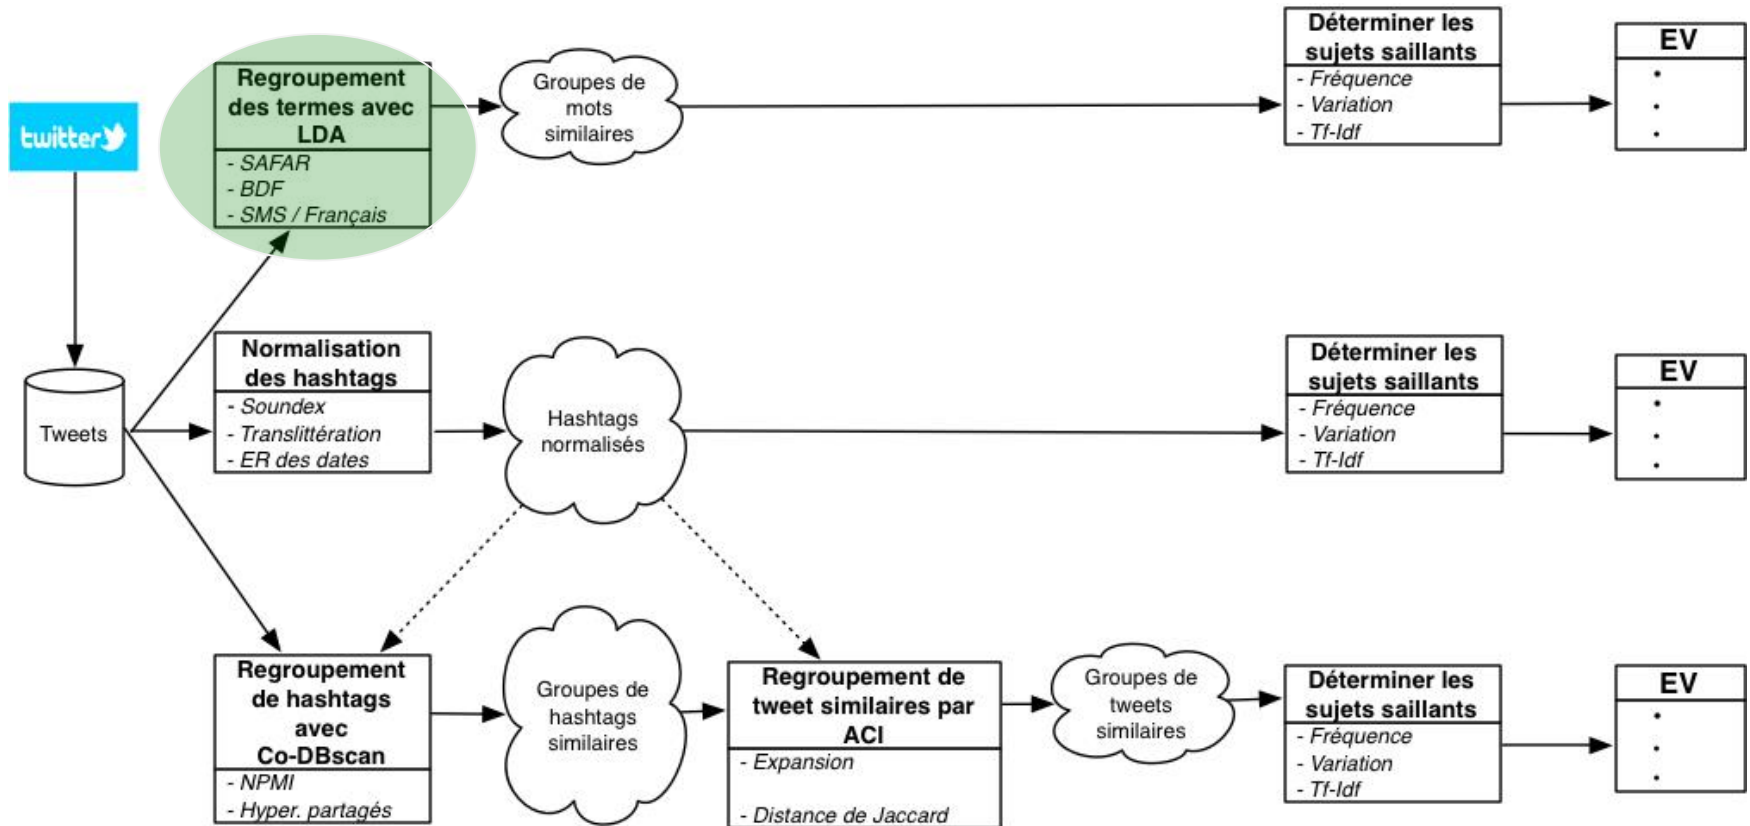 twitter
Tweets
Regroupement
des termes avec
LDA
- SAFAR
- BDF
- SMS / Français
Groupes de
mots
similaires
Déterminer les
sujets saillants
- Fréquence
- Variation
- Tf-Idf
EV
Normalisation
des hashtags
- Soundex
- Translittération
- ER des dates
Hashtags
normalisés
Déterminer les
sujets saillants
- Fréquence
- Variation
- Tf-Idf
EV
Regroupement
de hashtags
avec
Co-DBscan
- NPMI
- Hyper. partagés
Groupes de
hashtags
similaires
Regroupement de
tweet similaires par
ACI
- Expansion
- Distance de Jaccard
Groupes de
tweets
similaires
Déterminer les
sujets saillants
- Fréquence
- Variation
- Tf-Idf
EV